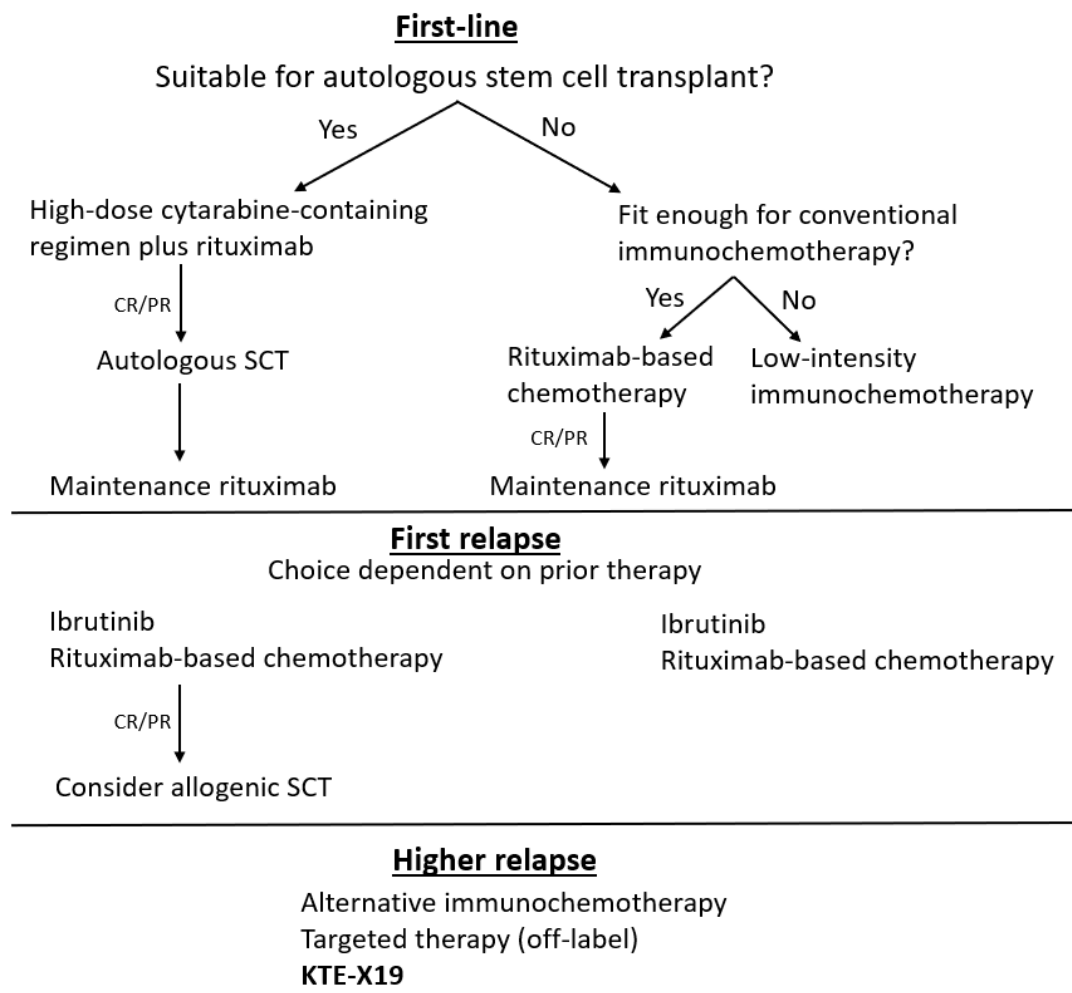 First-line
Suitable for autologous stem cell transplant?
Yes
No
High-dose cytarabine-containing
regimen plus rituximab
Fit enough for conventional
immunochemotherapy?
CR/PR
Yes
No
Autologous SCT
Rituximab-based
chemotherapy
Low-intensity
immunochemotherapy
CR/PR
Maintenance rituximab
Maintenance rituximab
First relapse
Choice dependent on prior therapy
Ibrutinib
Rituximab-based chemotherapy
Ibrutinib
Rituximab-based chemotherapy
CR/PR
Consider allogenic SCT
Higher relapse
Alternative immunochemotherapy
Targeted therapy (off-label)
KTE-X19